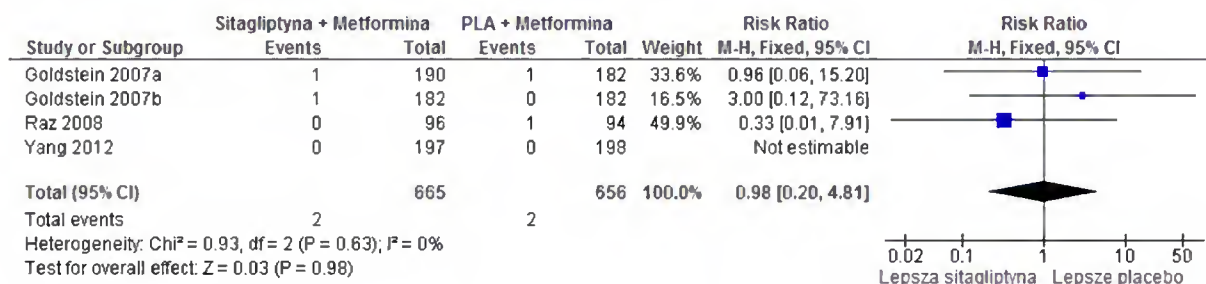 Sitagliptyna + Metformina PLA + Metformina Risk Ratio Risk Ratio
Study or Subgroup Events Total Events Total Weight M-H, Fixed, 95% CI M-H, Fixed, 95% CI
Goldstein 2007a 1 190 1 182 33.6% 0.96 [0.06, 15.20]
Goldstein 2007b 1 182 0 182 16.5% 3.00 [0.12, 73.16]
Raz 2008 0 96 1 94 49.9% 0.33 [0.01, 7.91]
Yang 2012 0 197 0 198 Not estimable
Total (95% CI) 665 656 100.0% 0.98 [0.20, 4.81]
Total events 2 2
Heterogeneity: Chi² = 0.93, df = 2 (P = 0.63); I² = 0%
Test for overall effect: Z = 0.03 (P = 0.98)
0.02 0.1 1 10 50
Lepsza sitagliptyna Lepsze placebo